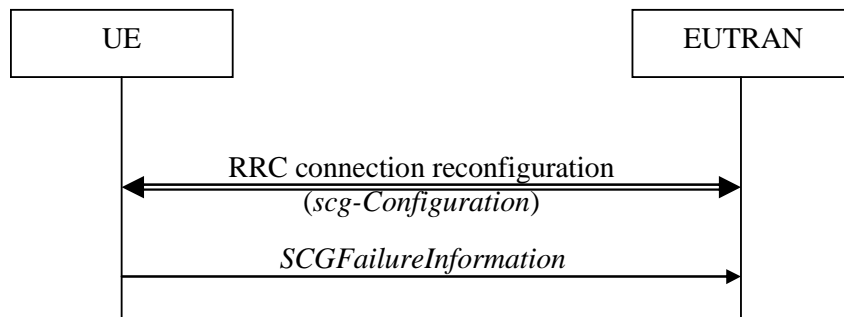 UE
EUTRAN
RRC connection reconfiguration
(scg-Configuration)
SCGFailureInformation